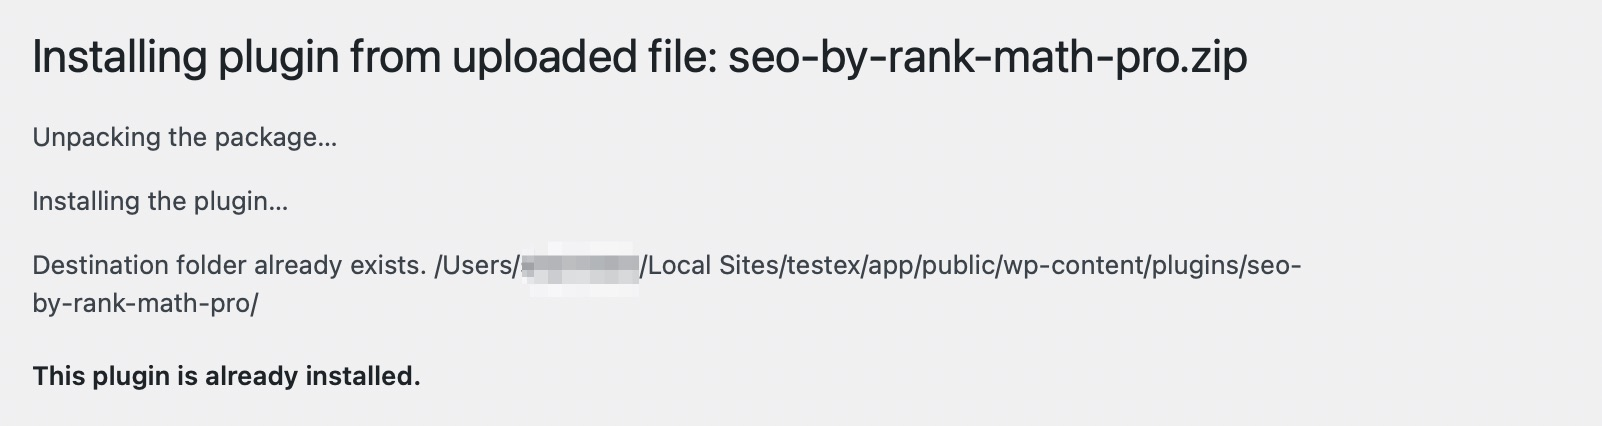 Installing plugin from uploaded file: seo-by-rank-math-pro.zip
Unpacking the package…
Installing the plugin…
Destination folder already exists. /Users/ /Local Sites/testex/app/public/wp-content/plugins/seo-
by-rank-math-pro/
This plugin is already installed.